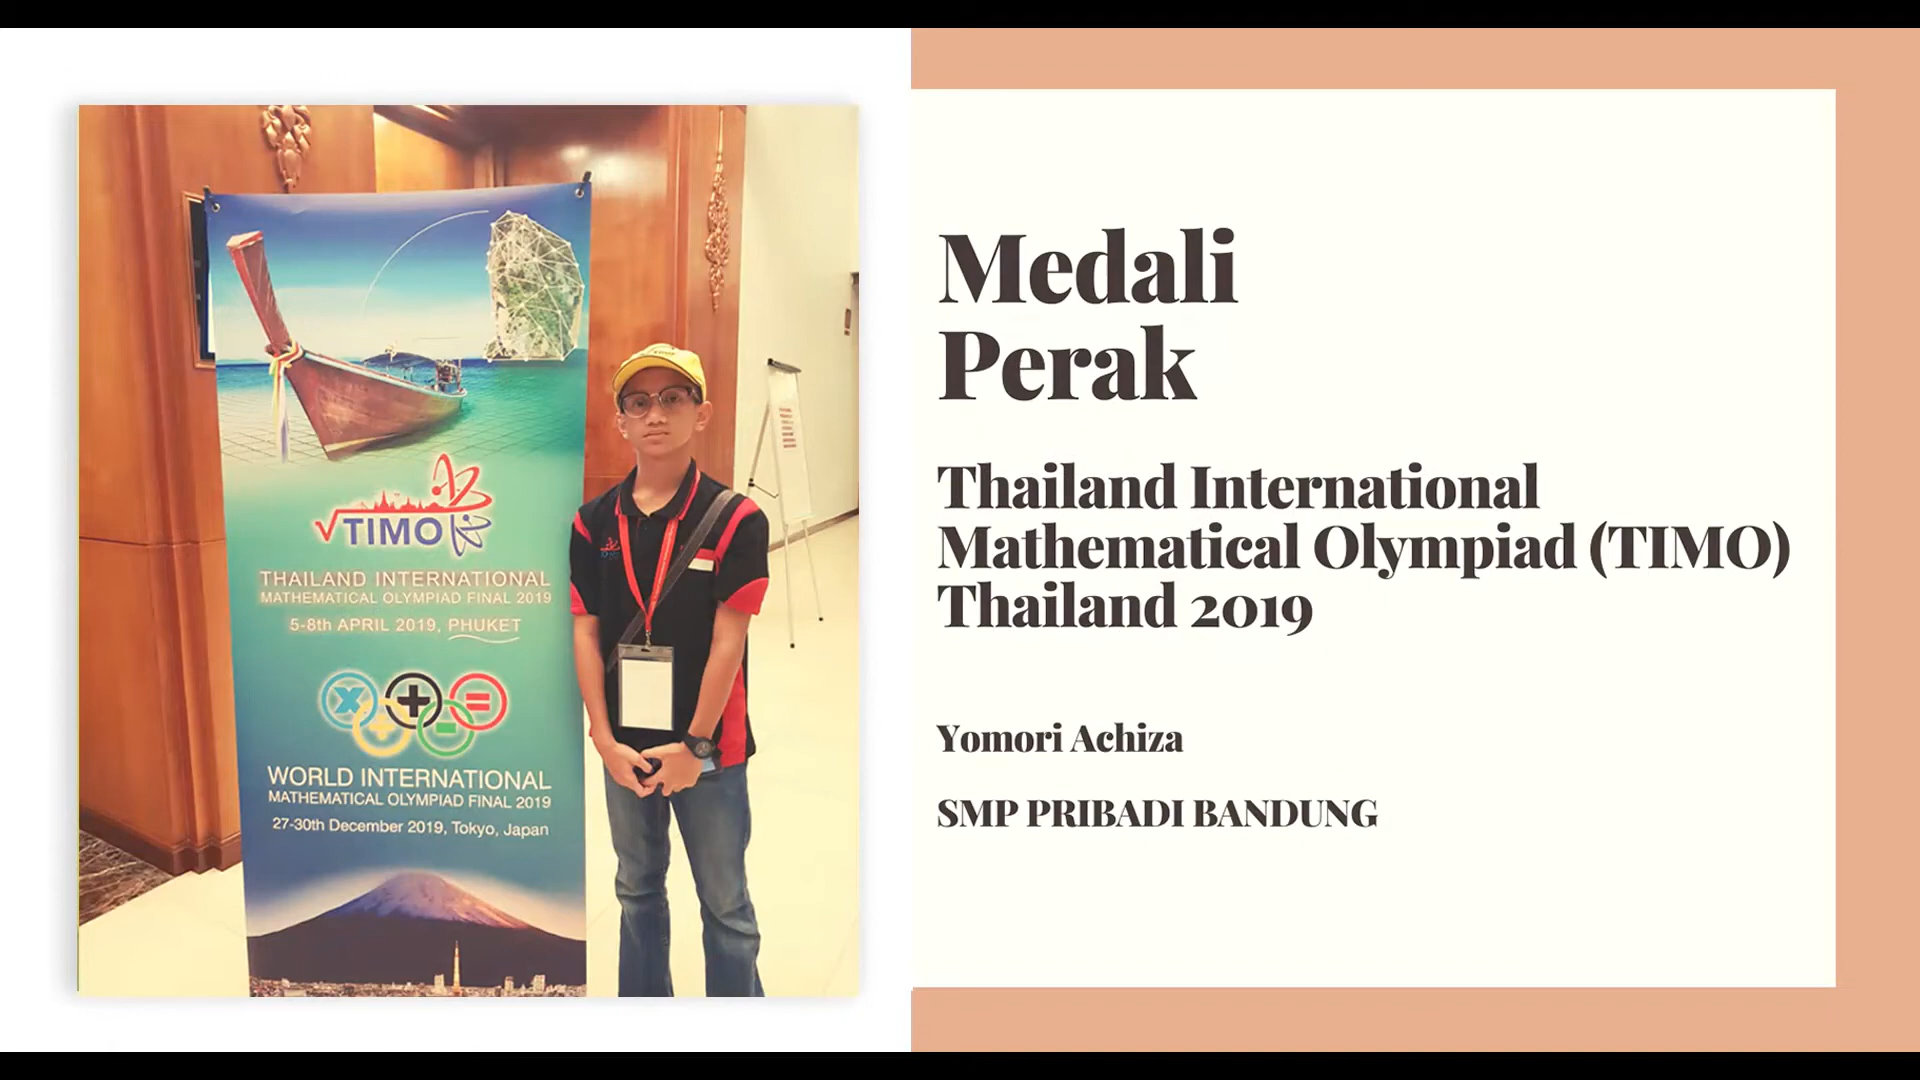 TIMO
THAILAND INTERNATIONAL
MATHEMATICAL OLYMPIAD FINAL 2019
5-8th APRIL 2019, PHUKET
WORLD INTERNATIONAL
MATHEMATICAL OLYMPIAD FINAL 2019
27-30th December 2019, Tokyo, Japan
Medali
Perak
Thailand International
Mathematical Olympiad (TIMO)
Thailand 2019
Yomori Achiza
SMP PRIBADI BANDUNG